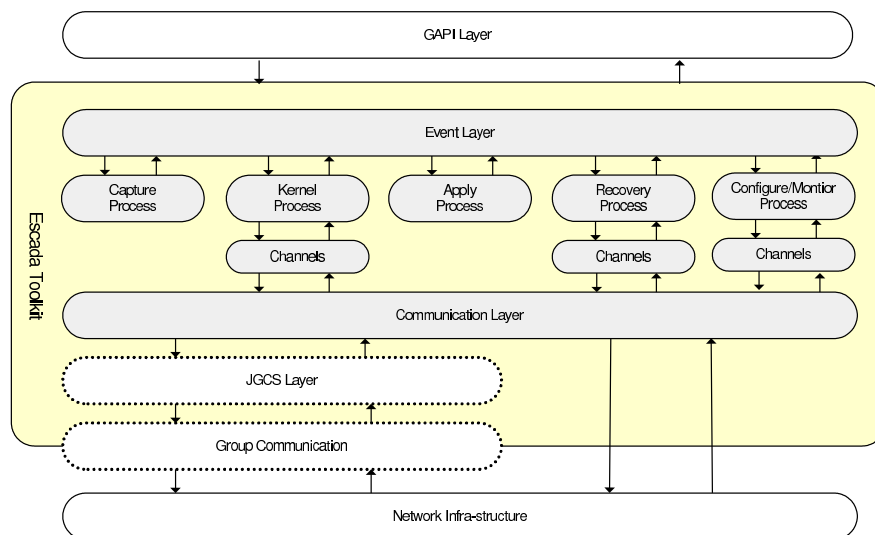 GAPI Layer
Event Layer
Capture
Process
Kernel
Process
Apply
Process
Recovery
Process
Configure/Montior
Process
Channels
Channels
Channels
Escada Toolkit
Communication Layer
JGCS Layer
Group Communication
Network Infra-structure